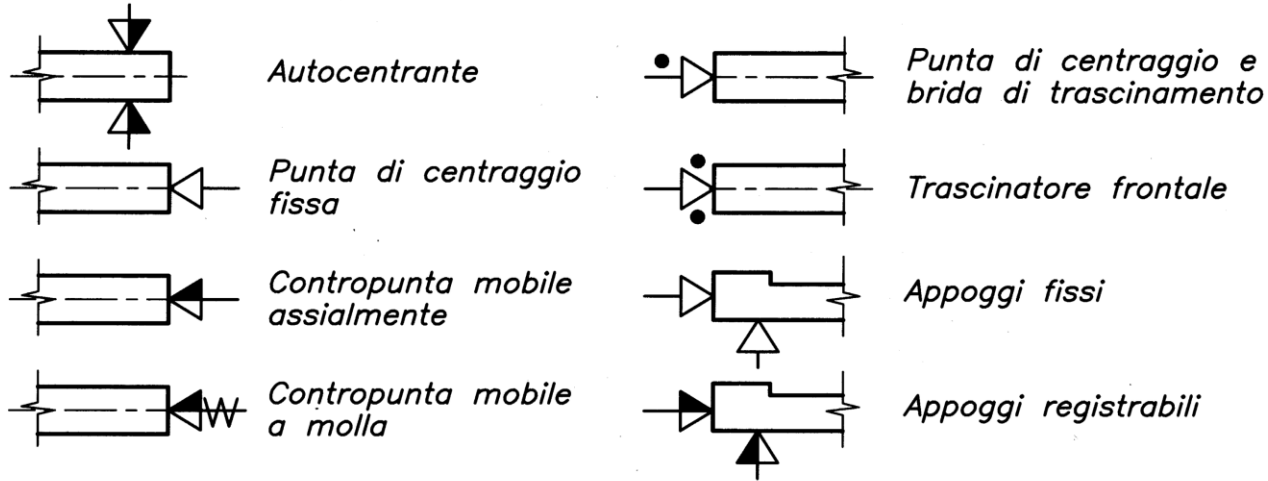 Autocentrante
Punta di centraggio
fissa
Contropunta mobile
assialmente
Contropunta mobile
a molla
Punta di centraggio e
brida di trascinamento
Trascinatore frontale
Appoggi fissi
Appoggi registrabili